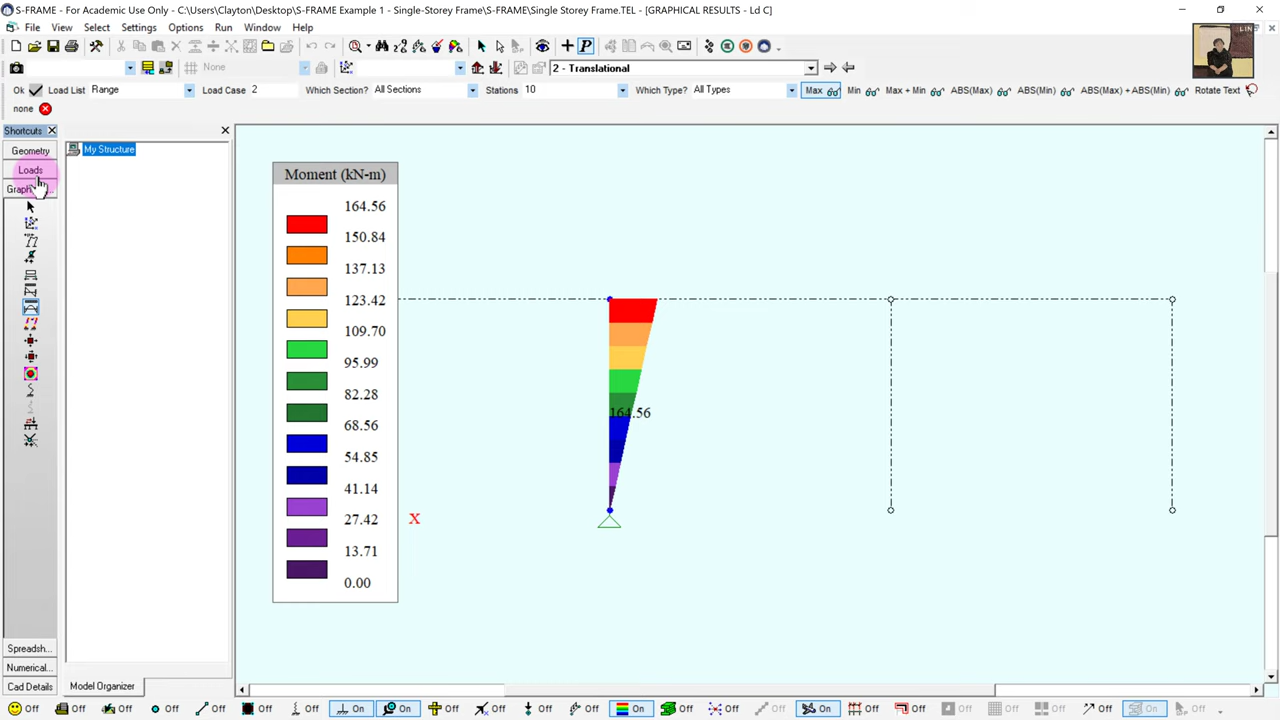 S-FRAME - For Academic Use Only - C:\Users\Clayton\Desktop\S-FRAME Example 1 - Single-Storey Frame\S-FRAME\Single Storey Frame.TEL - [GRAPHICAL RESULTS - Ld C]
File View Select Settings Options Run Window Help
P
None 2 - Translational
Ok Load List Range Load Case 2 Which Section? All Sections Stations 10 Which Type? All Types Max Min Max + Min ABS(Max) ABS(Min) ABS(Max) + ABS(Min) Rotate Text
none
Shortcuts
Geometry
My Structure
Loads
Moment (kN-m)
164.56
150.84
137.13
123.42
109.70
95.99
82.28
68.56
54.85
41.14
27.42
13.71
0.00
164.56
X
Spreadsh...
Numerical...
Cad Details
Model Organizer
Off Off Off Off Off Off Off On On Off Off Off Off On Off Off Off On Off Off Off Off Off On Off